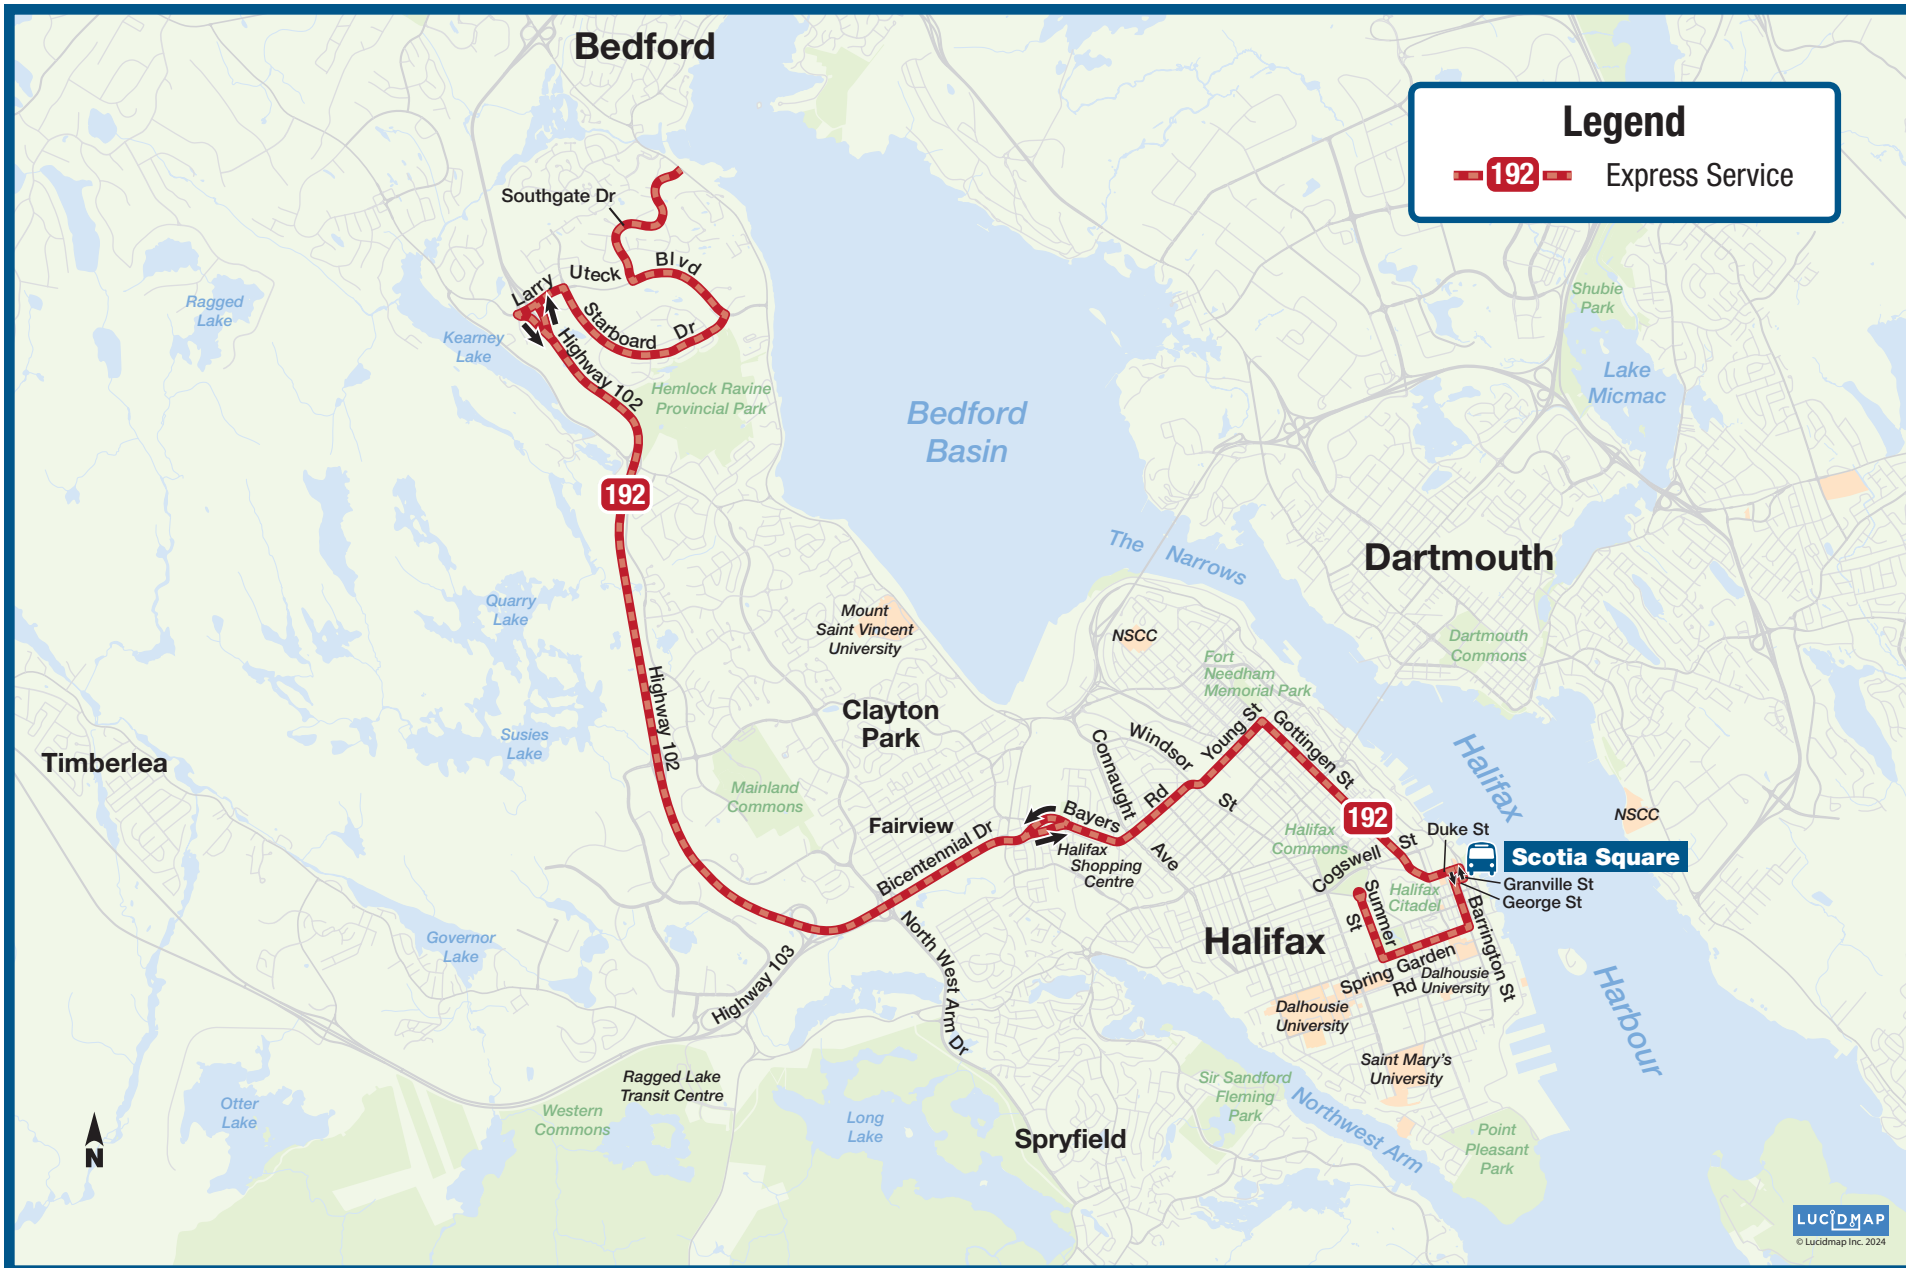 Bedford
Legend
192
Express Service
Southgate Dr
Larry
Uteck
Blvd
Starboard
Dr
Highway 102
Ragged
Lake
Kearney
Lake
Hemlock Ravine
Provincial Park
Bedford
Basin
Shubie
Park
Lake
Micmac
192
The Narrows
Dartmouth
Quarry
Lake
Mount
Saint Vincent
University
NSCC
Dartmouth
Commons
Fort
Needham
Memorial Park
Highway 102
Clayton
Park
Susies
Lake
Timberlea
Mainland
Commons
Fairview
Bicentennial Dr
Bayers
Rd
Connaught
Ave
Windsor
St
Young St
Gottingen St
Halifax
Shopping
Centre
192
Halifax
Commons
Cogswell
St
Duke St
Scotia Square
Granville St
George St
NSCC
Halifax
Harbour
Halifax
Citadel
Summer
St
Barrington St
Spring Garden
Rd
Dalhousie
University
Halifax
Dalhousie
University
Saint Mary's
University
North West Arm Dr
Highway 103
Governor
Lake
Ragged Lake
Transit Centre
Western
Commons
Otter
Lake
Long
Lake
Spryfield
Sir Sandford
Fleming
Park
Northwest Arm
Point
Pleasant
Park
N
LUCIDMAP
© Lucidmap Inc. 2024